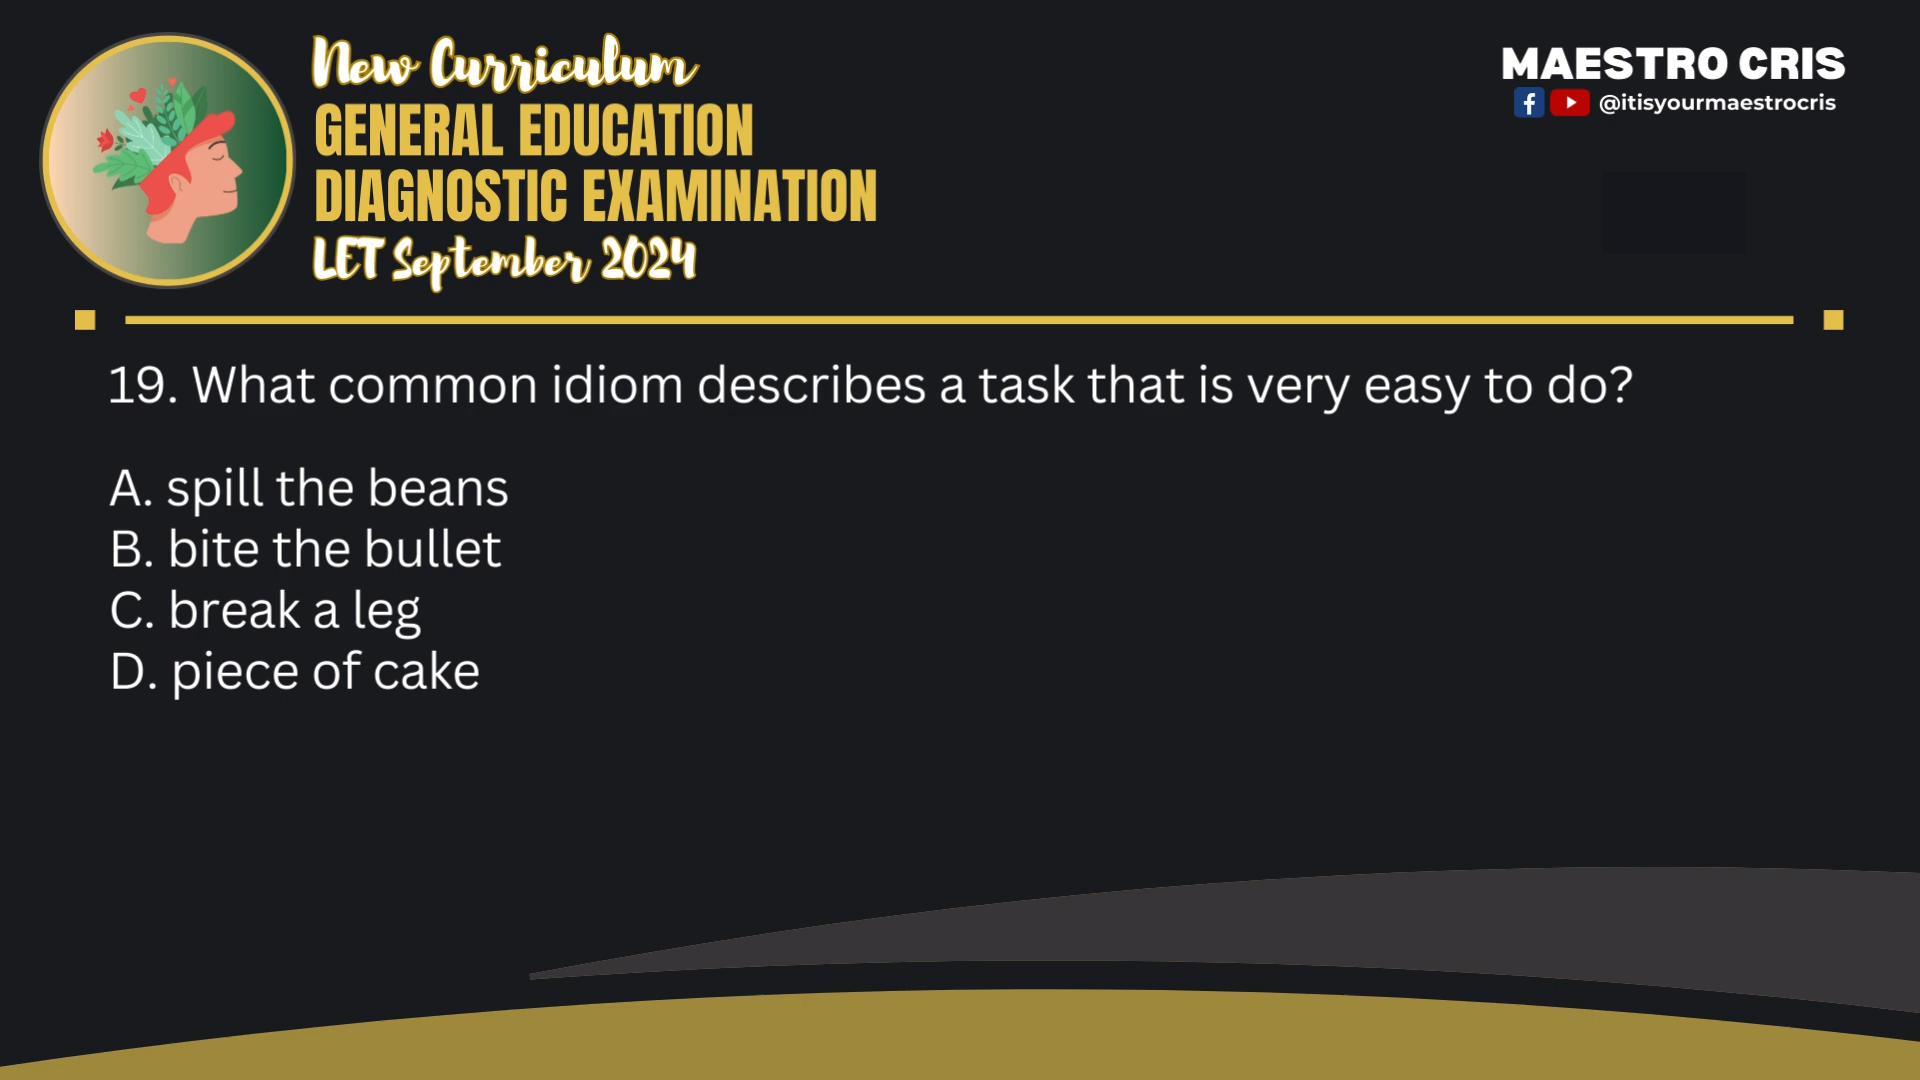 New Curriculum
GENERAL EDUCATION
DIAGNOSTIC EXAMINATION
LET September 2024
MAESTRO CRIS
@itisyourmaestrocris
19. What common idiom describes a task that is very easy to do?
A. spill the beans
B. bite the bullet
C. break a leg
D. piece of cake